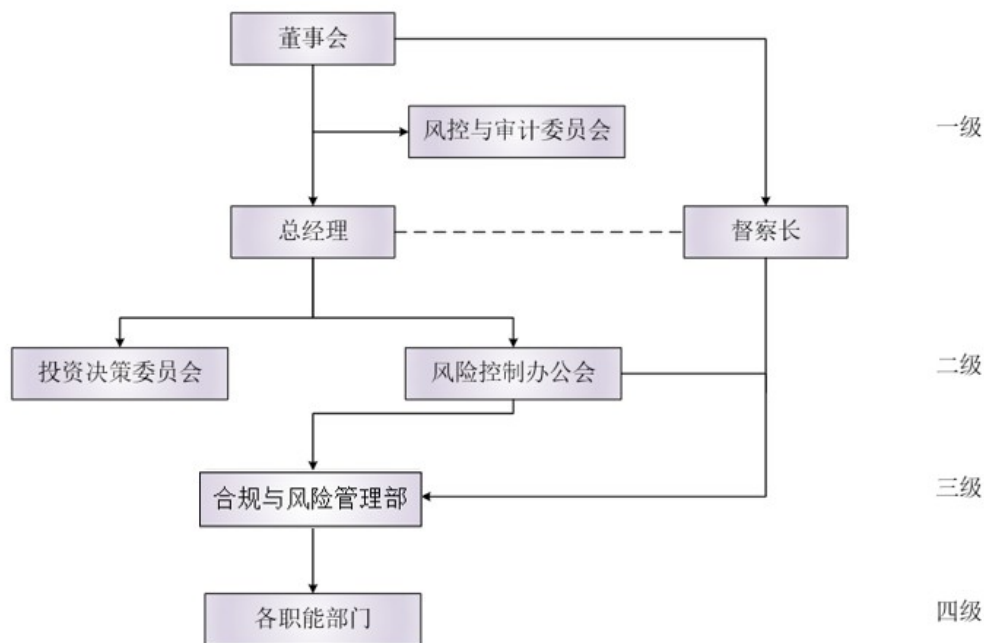 董事会
风控与审计委员会
一级
总经理
督察长
投资决策委员会
风险控制办公会
二级
合规与风险管理部
三级
各职能部门
四级